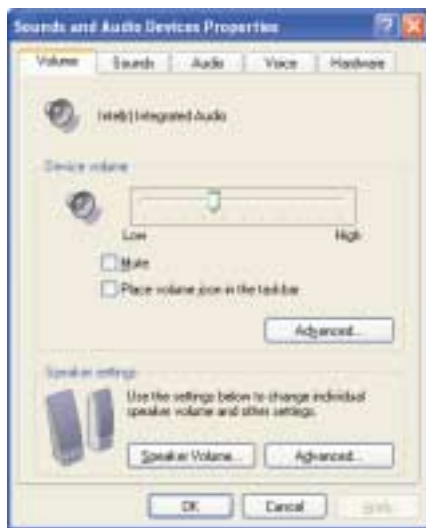 Sounds and Audio Devices Properties
Volume Sounds Audio Voice Hardware
Intel(r) Integrated Audio
Device volume
Low High
Mute
Place volume icon in the taskbar
Advanced...
Speaker settings
Use the settings below to change individual
speaker volume and other settings.
Speaker Volume... Advanced...
OK Cancel Apply